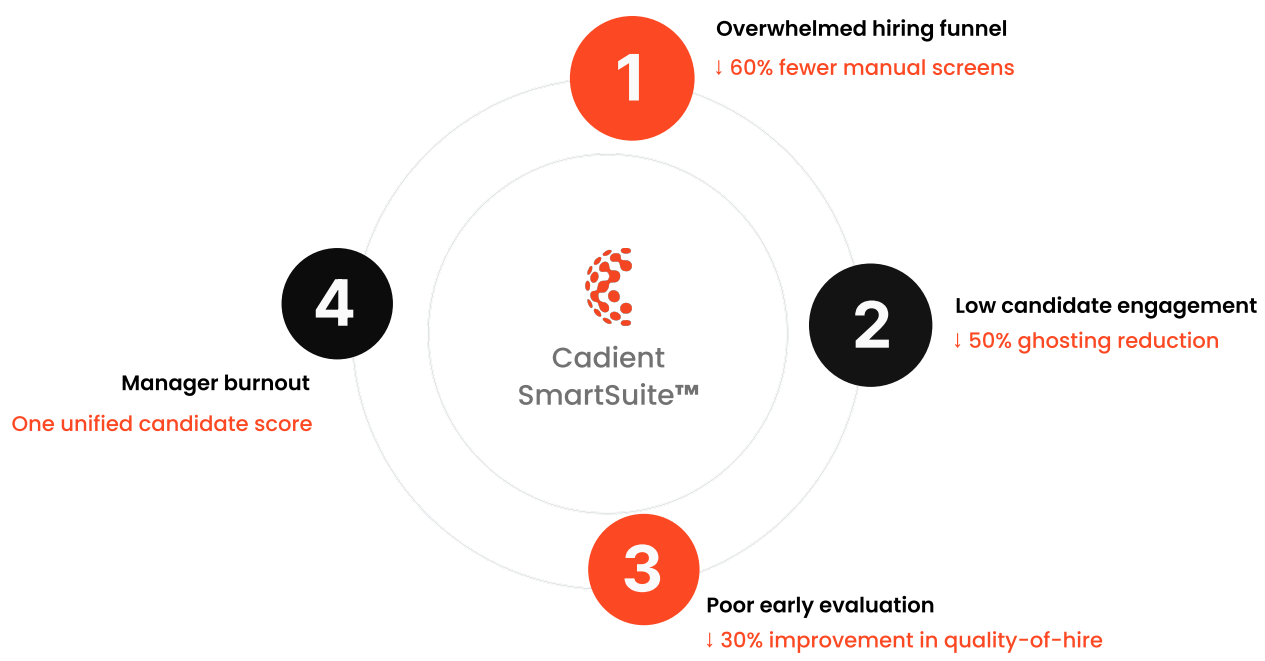 1
Overwhelmed hiring funnel
↓ 60% fewer manual screens
2
Low candidate engagement
↓ 50% ghosting reduction
3
Poor early evaluation
↓ 30% improvement in quality-of-hire
4
Manager burnout
One unified candidate score
Cadient
SmartSuite™